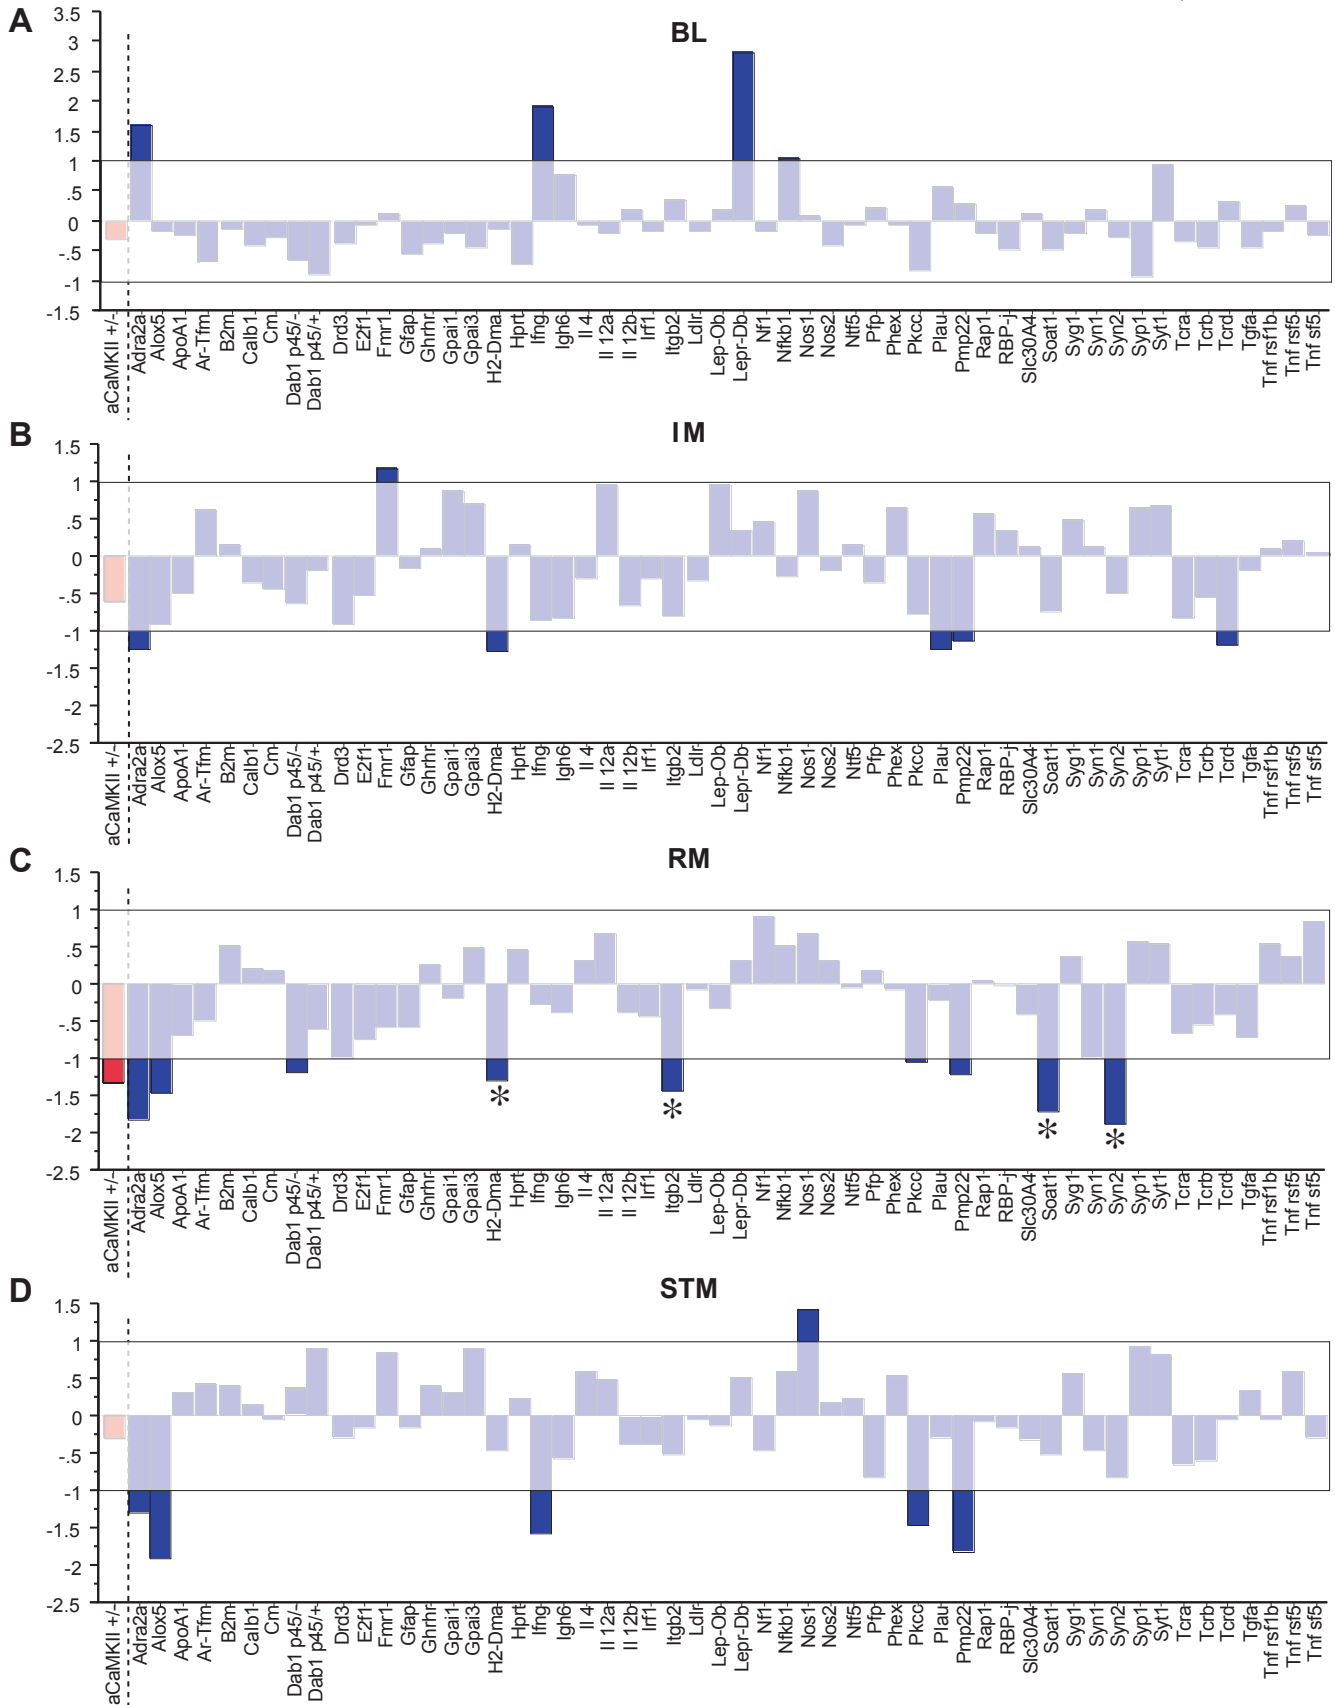 A
BL
3.5
3
2.5
2
1.5
1
.5
0
-.5
-1
-1.5
aCaMKII +/- Adra2a Alox5 ApoA1 Ar-Tfm B2m Calb1 Cm Dab1 p45/- Dab1 p45/+ Drd3 E2f1 Fmr1 Gfap Ghrhr Gpai1 Gpai3 H2-Dma Hprt Ifng Igh6 Il 4 Il 12a Il 12b Irf1 Itgb2 Ldlr Lep-Ob Lepr-Db Nf1 Nfkb1 Nos1 Nos2 Ntf5 Pfp Phex Pkcc Plau Pmp22 Rap1 RBP-j Slc30A4 Soat1 Syg1 Syn1 Syn2 Syp1 Syt1 Tcra Tcrb Tcrd Tgfa Tnf rsf1b Tnf rsf5 Tnf sf5
B
IM
1.5
1
.5
0
-.5
-1
-1.5
-2
-2.5
aCaMKII +/- Adra2a Alox5 ApoA1 Ar-Tfm B2m Calb1 Cm Dab1 p45/- Dab1 p45/+ Drd3 E2f1 Fmr1 Gfap Ghrhr Gpai1 Gpai3 H2-Dma Hprt Ifng Igh6 Il 4 Il 12a Il 12b Irf1 Itgb2 Ldlr Lep-Ob Lepr-Db Nf1 Nfkb1 Nos1 Nos2 Ntf5 Pfp Phex Pkcc Plau Pmp22 Rap1 RBP-j Slc30A4 Soat1 Syg1 Syn1 Syn2 Syp1 Syt1 Tcra Tcrb Tcrd Tgfa Tnf rsf1b Tnf rsf5 Tnf sf5
C
RM
1.5
1
.5
0
-.5
-1
-1.5
-2
-2.5
* * * *
aCaMKII +/- Adra2a Alox5 ApoA1 Ar-Tfm B2m Calb1 Cm Dab1 p45/- Dab1 p45/+ Drd3 E2f1 Fmr1 Gfap Ghrhr Gpai1 Gpai3 H2-Dma Hprt Ifng Igh6 Il 4 Il 12a Il 12b Irf1 Itgb2 Ldlr Lep-Ob Lepr-Db Nf1 Nfkb1 Nos1 Nos2 Ntf5 Pfp Phex Pkcc Plau Pmp22 Rap1 RBP-j Slc30A4 Soat1 Syg1 Syn1 Syn2 Syp1 Syt1 Tcra Tcrb Tcrd Tgfa Tnf rsf1b Tnf rsf5 Tnf sf5
D
STM
1.5
1
.5
0
-.5
-1
-1.5
-2
-2.5
aCaMKII +/- Adra2a Alox5 ApoA1 Ar-Tfm B2m Calb1 Cm Dab1 p45/- Dab1 p45/+ Drd3 E2f1 Fmr1 Gfap Ghrhr Gpai1 Gpai3 H2-Dma Hprt Ifng Igh6 Il 4 Il 12a Il 12b Irf1 Itgb2 Ldlr Lep-Ob Lepr-Db Nf1 Nfkb1 Nos1 Nos2 Ntf5 Pfp Phex Pkcc Plau Pmp22 Rap1 RBP-j Slc30A4 Soat1 Syg1 Syn1 Syn2 Syp1 Syt1 Tcra Tcrb Tcrd Tgfa Tnf rsf1b Tnf rsf5 Tnf sf5